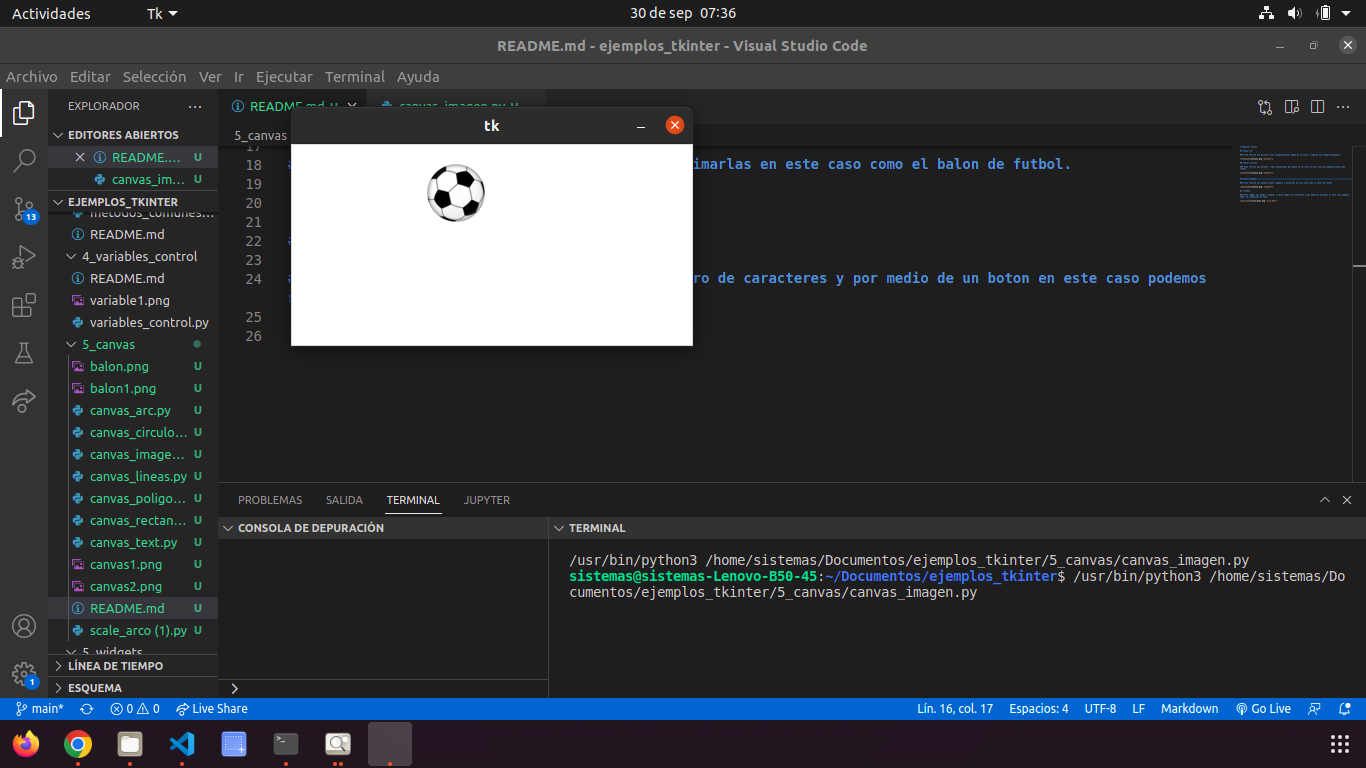 Actividades
Tk
30 de sep 07:36
README.md - ejemplos_tkinter - Visual Studio Code
Archivo Editar Selección Ver Ir Ejecutar Terminal Ayuda
EXPLORADOR
EDITORES ABIERTOS
README.... U
canvas_im... U
EJEMPLOS_TKINTER
metodos_comunes...
README.md
4_variables_control
README.md
variable1.png
variables_control.py
5_canvas
balon.png U
balon1.png U
canvas_arc.py U
canvas_circulo... U
canvas_image... U
canvas_lineas.py U
canvas_poligo... U
canvas_rectan... U
canvas_text.py U
canvas1.png U
canvas2.png U
README.md U
scale_arco (1).py U
5_widgets
LÍNEA DE TIEMPO
ESQUEMA
13
1
README.md U
canvas_imagen.py U
5_canvas
tk
17
18 imarlas en este caso como el balon de futbol.
19
20
21
22
23
24 ro de caracteres y por medio de un boton en este caso podemos
25
26
PROBLEMAS SALIDA TERMINAL JUPYTER
CONSOLA DE DEPURACIÓN
TERMINAL
/usr/bin/python3 /home/sistemas/Documentos/ejemplos_tkinter/5_canvas/canvas_imagen.py
sistemas@sistemas-Lenovo-B50-45:~/Documentos/ejemplos_tkinter$ /usr/bin/python3 /home/sistemas/Do
cumentos/ejemplos_tkinter/5_canvas/canvas_imagen.py
main* 0 0 Live Share
Lín. 16, col. 17 Espacios: 4 UTF-8 LF Markdown Go Live